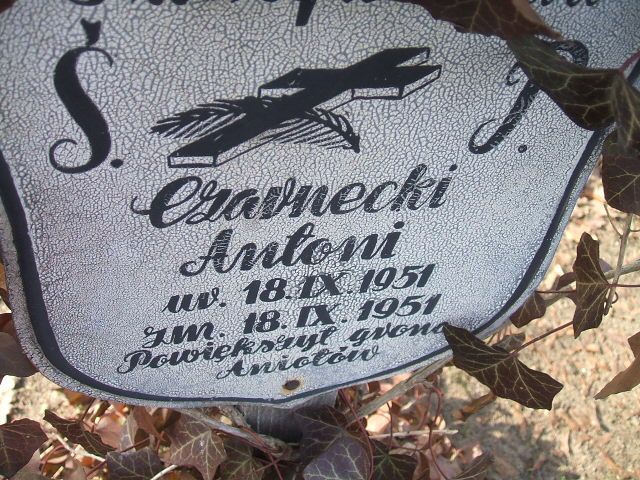 Ś. P.
Czarnecki
Antoni
ur. 18. IX. 1951
zm. 18. IX. 1951
Powiększył grono
Aniołów